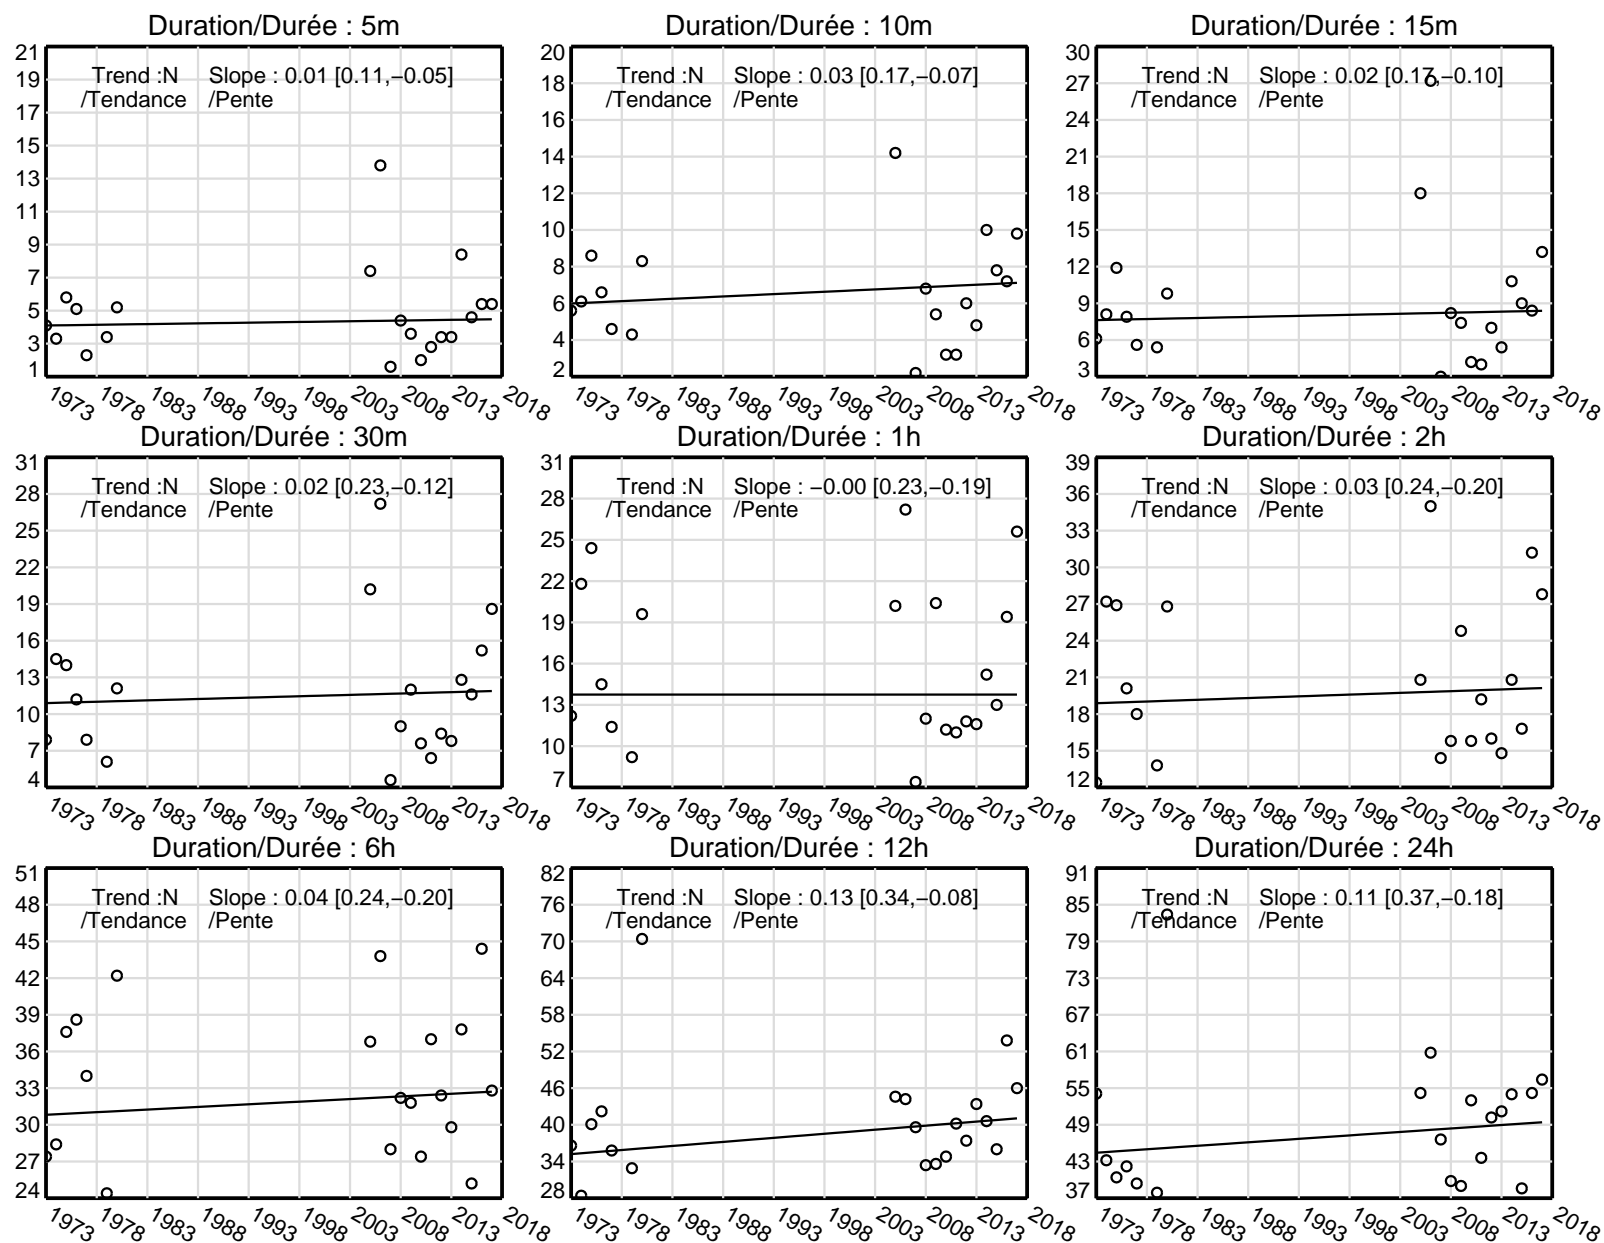 Duration/Durée : 5m
21
19
17
15
13
11
9
7
5
3
1
Trend :N Slope : 0.01 [0.11,−0.05]
/Tendance /Pente
1973 1978 1983 1988 1993 1998 2003 2008 2013 2018
Duration/Durée : 10m
20
18
16
14
12
10
8
6
4
2
Trend :N Slope : 0.03 [0.17,−0.07]
/Tendance /Pente
1973 1978 1983 1988 1993 1998 2003 2008 2013 2018
Duration/Durée : 15m
30
27
24
21
18
15
12
9
6
3
Trend :N Slope : 0.02 [0.17,−0.10]
/Tendance /Pente
1973 1978 1983 1988 1993 1998 2003 2008 2013 2018
Duration/Durée : 30m
31
28
25
22
19
16
13
10
7
4
Trend :N Slope : 0.02 [0.23,−0.12]
/Tendance /Pente
1973 1978 1983 1988 1993 1998 2003 2008 2013 2018
Duration/Durée : 1h
31
28
25
22
19
16
13
10
7
Trend :N Slope : −0.00 [0.23,−0.19]
/Tendance /Pente
1973 1978 1983 1988 1993 1998 2003 2008 2013 2018
Duration/Durée : 2h
39
36
33
30
27
24
21
18
15
12
Trend :N Slope : 0.03 [0.24,−0.20]
/Tendance /Pente
1973 1978 1983 1988 1993 1998 2003 2008 2013 2018
Duration/Durée : 6h
51
48
45
42
39
36
33
30
27
24
Trend :N Slope : 0.04 [0.24,−0.20]
/Tendance /Pente
1973 1978 1983 1988 1993 1998 2003 2008 2013 2018
Duration/Durée : 12h
82
76
70
64
58
52
46
40
34
28
Trend :N Slope : 0.13 [0.34,−0.08]
/Tendance /Pente
1973 1978 1983 1988 1993 1998 2003 2008 2013 2018
Duration/Durée : 24h
91
85
79
73
67
61
55
49
43
37
Trend :N Slope : 0.11 [0.37,−0.18]
/Tendance /Pente
1973 1978 1983 1988 1993 1998 2003 2008 2013 2018